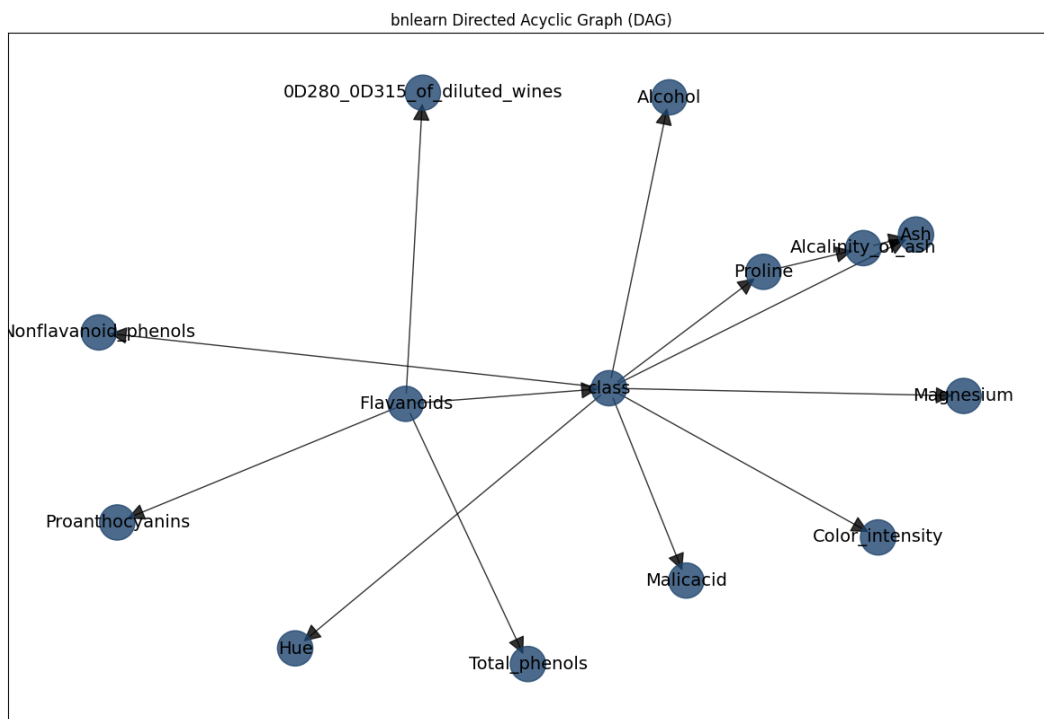 bnlearn Directed Acyclic Graph (DAG)
0D280_0D315_of_diluted_wines
Alcohol
Ash
Alcalinity_of_ash
Proline
Nonflavanoid_phenols
class
Magnesium
Flavanoids
Proanthocyanins
Color_intensity
Malicacid
Hue
Total_phenols